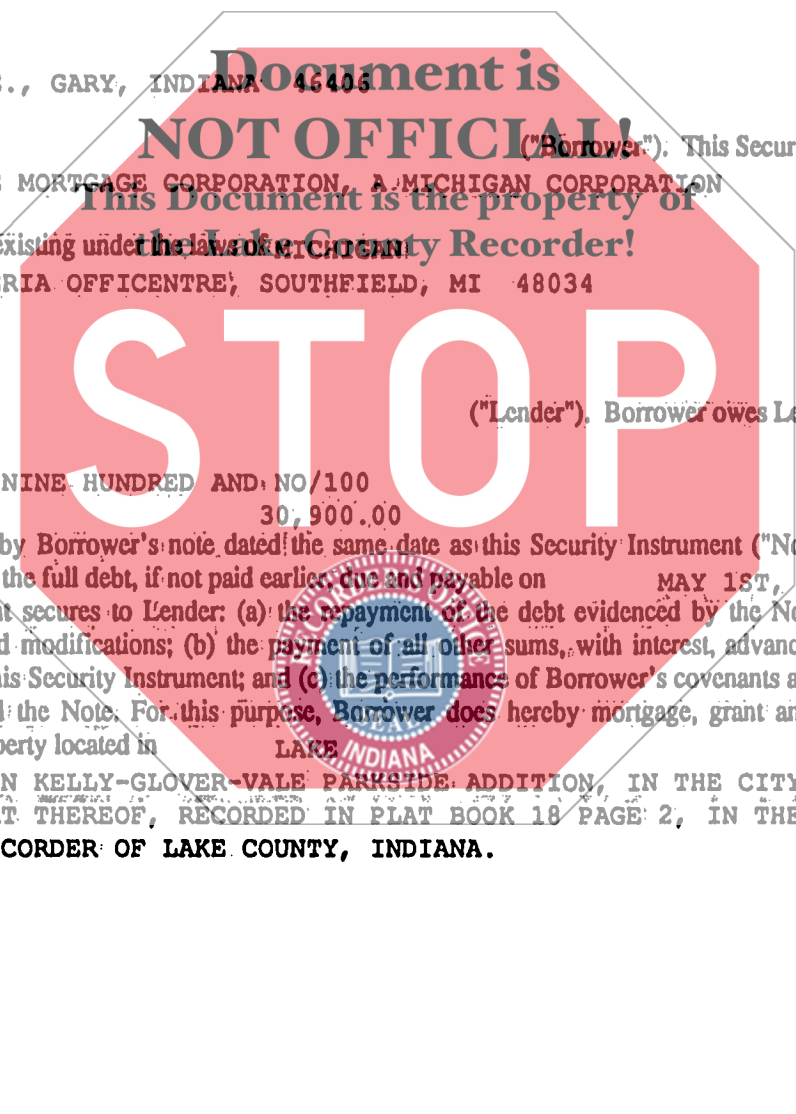 Document is
E., GARY, INDIANA 46406
NOT OFFICIAL!
("Borrower"). This Secur
MORTGAGE CORPORATION, A MICHIGAN CORPORATION
This Document is the property of
existing under the laws of MICHIGAN
the Lake County Recorder!
RIA OFFICENTRE, SOUTHFIELD, MI 48034
STOP
("Lender"). Borrower owes Le
NINE HUNDRED AND NO/100
30,900.00
by Borrower's note dated the same date as this Security Instrument ("No
the full debt, if not paid earlier, due and payable on MAY 1ST,
t secures to Lender: (a) the repayment of the debt evidenced by the No
d modifications; (b) the payment of all other sums, with interest, advanc
his Security Instrument; and (c) the performance of Borrower's covenants a
d the Note. For this purpose, Borrower does hereby mortgage, grant an
perty located in LAKE
N KELLY-GLOVER-VALE PARKSIDE ADDITION, IN THE CITY
T THEREOF, RECORDED IN PLAT BOOK 18 PAGE 2, IN THE
CORDER OF LAKE COUNTY, INDIANA.
SEAL
INDIANA